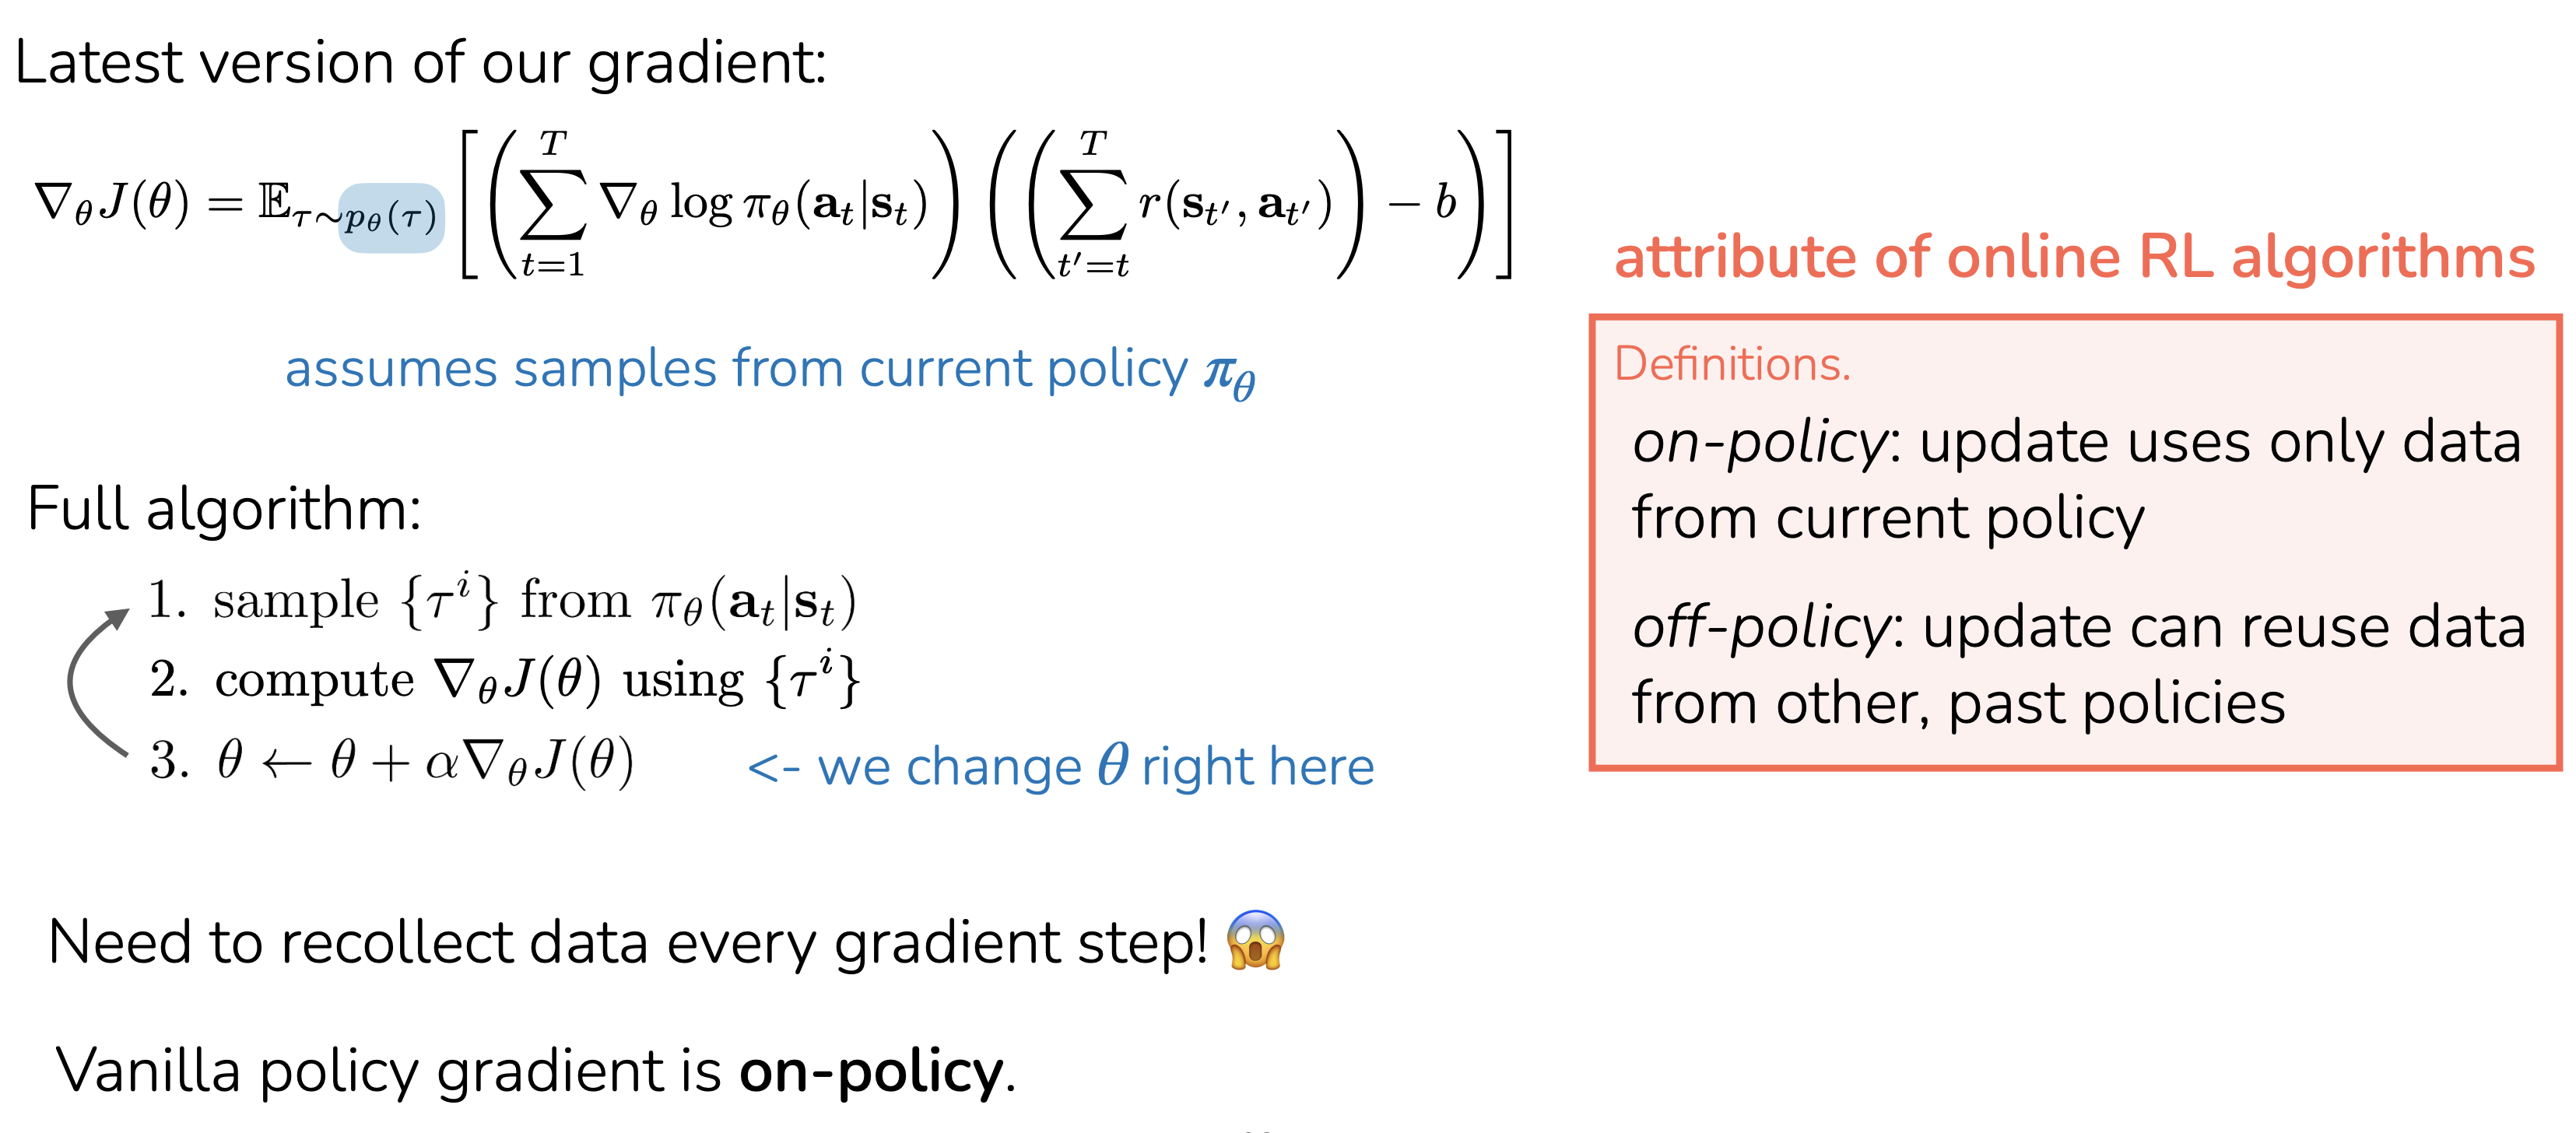 Latest version of our gradient:
$\nabla_\theta J(\theta) = \mathbb{E}_{\tau \sim p_\theta(\tau)} \left[ \left( \sum_{t=1}^{T} \nabla_\theta \log \pi_\theta(\mathbf{a}_t|\mathbf{s}_t) \right) \left( \left( \sum_{t'=t}^{T} r(\mathbf{s}_{t'}, \mathbf{a}_{t'}) \right) - b \right) \right]$
assumes samples from current policy $\pi_\theta$
Full algorithm:
1. sample $\{\tau^i\}$ from $\pi_\theta(\mathbf{a}_t|\mathbf{s}_t)$
2. compute $\nabla_\theta J(\theta)$ using $\{\tau^i\}$
3. $\theta \leftarrow \theta + \alpha \nabla_\theta J(\theta)$ <- we change $\theta$ right here
Need to recollect data every gradient step! 😱
Vanilla policy gradient is on-policy.
attribute of online RL algorithms
Definitions.
on-policy: update uses only data
from current policy
off-policy: update can reuse data
from other, past policies